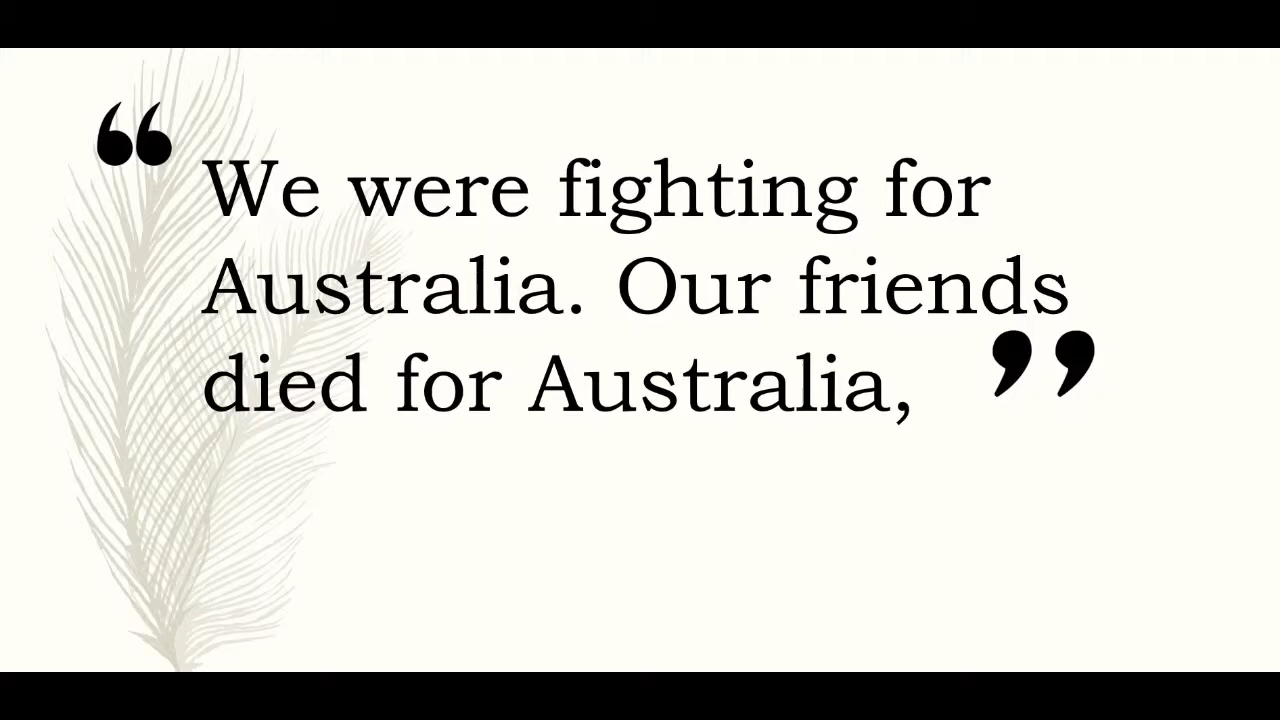 “ We were fighting for
Australia. Our friends
died for Australia, ”